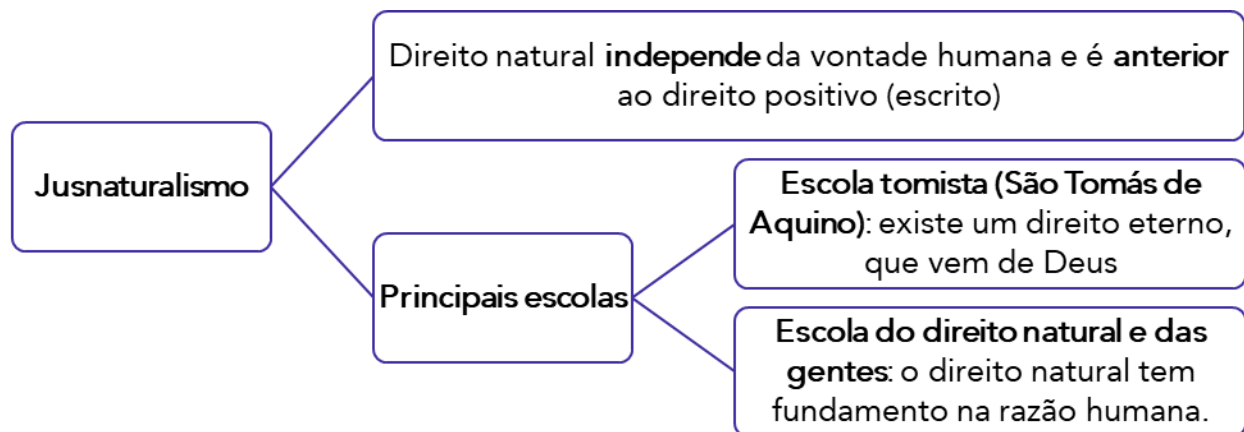 Direito natural independe da vontade humana e é anterior
ao direito positivo (escrito)
Jusnaturalismo
Principais escolas
Escola tomista (São Tomás de
Aquino): existe um direito eterno,
que vem de Deus
Escola do direito natural e das
gentes: o direito natural tem
fundamento na razão humana.